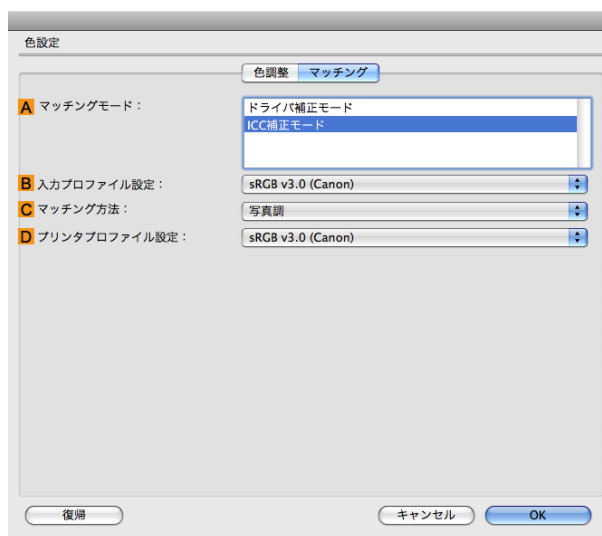 色設定
色調整 マッチング
A マッチングモード：
ドライバ補正モード
ICC補正モード
B 入力プロファイル設定： sRGB v3.0 (Canon)
C マッチング方法： 写真調
D プリンタプロファイル設定： sRGB v3.0 (Canon)
復帰 キャンセル OK